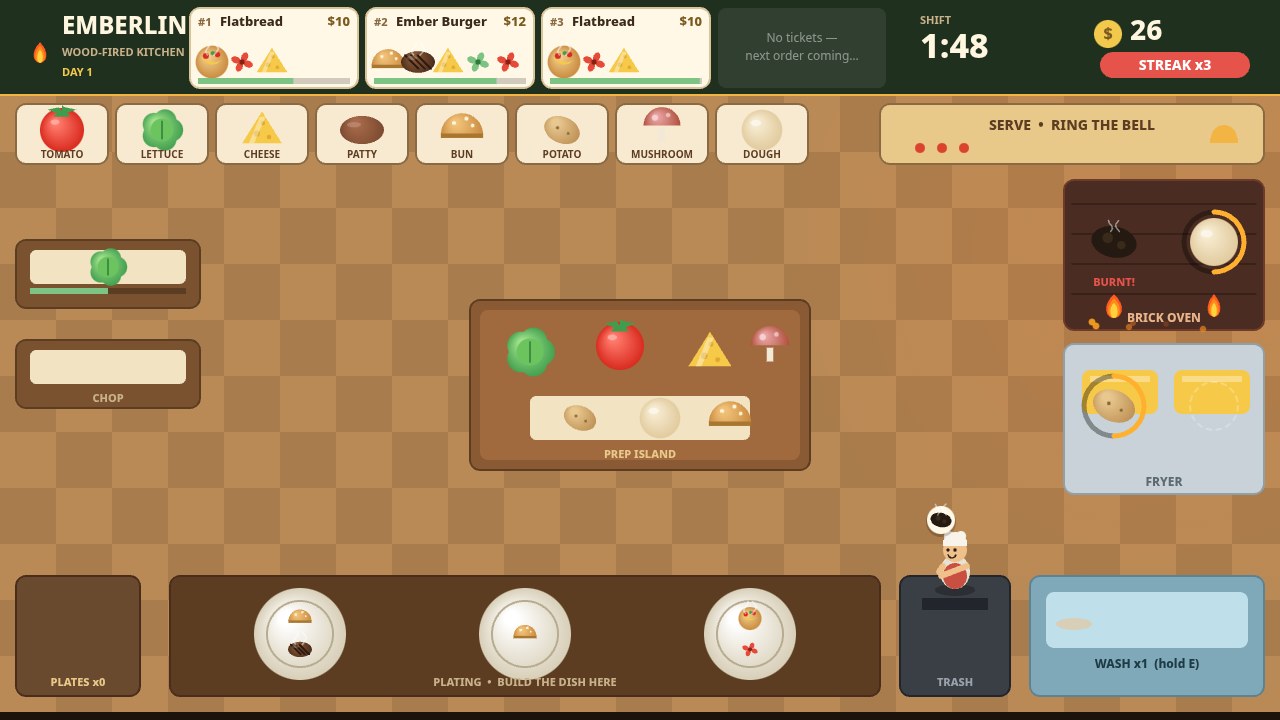 EMBERLIN
WOOD-FIRED KITCHEN
DAY 1
#1 Flatbread $10
#2 Ember Burger $12
#3 Flatbread $10
No tickets —
next order coming...
SHIFT
1:48
$ 26
STREAK x3
TOMATO
LETTUCE
CHEESE
PATTY
BUN
POTATO
MUSHROOM
DOUGH
SERVE • RING THE BELL
BURNT!
BRICK OVEN
CHOP
PREP ISLAND
FRYER
PLATES x0
PLATING • BUILD THE DISH HERE
TRASH
WASH x1 (hold E)